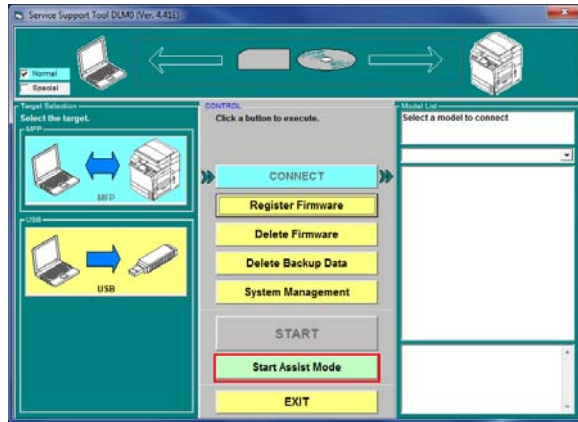 Service Support Tool DLM0 (Ver. 4.41E)
Normal
Special
Target Selection
Select the target.
MFP
MFP
USB
USB
CONTROL
Click a button to execute.
CONNECT
Register Firmware
Delete Firmware
Delete Backup Data
System Management
START
Start Assist Mode
EXIT
Model List
Select a model to connect